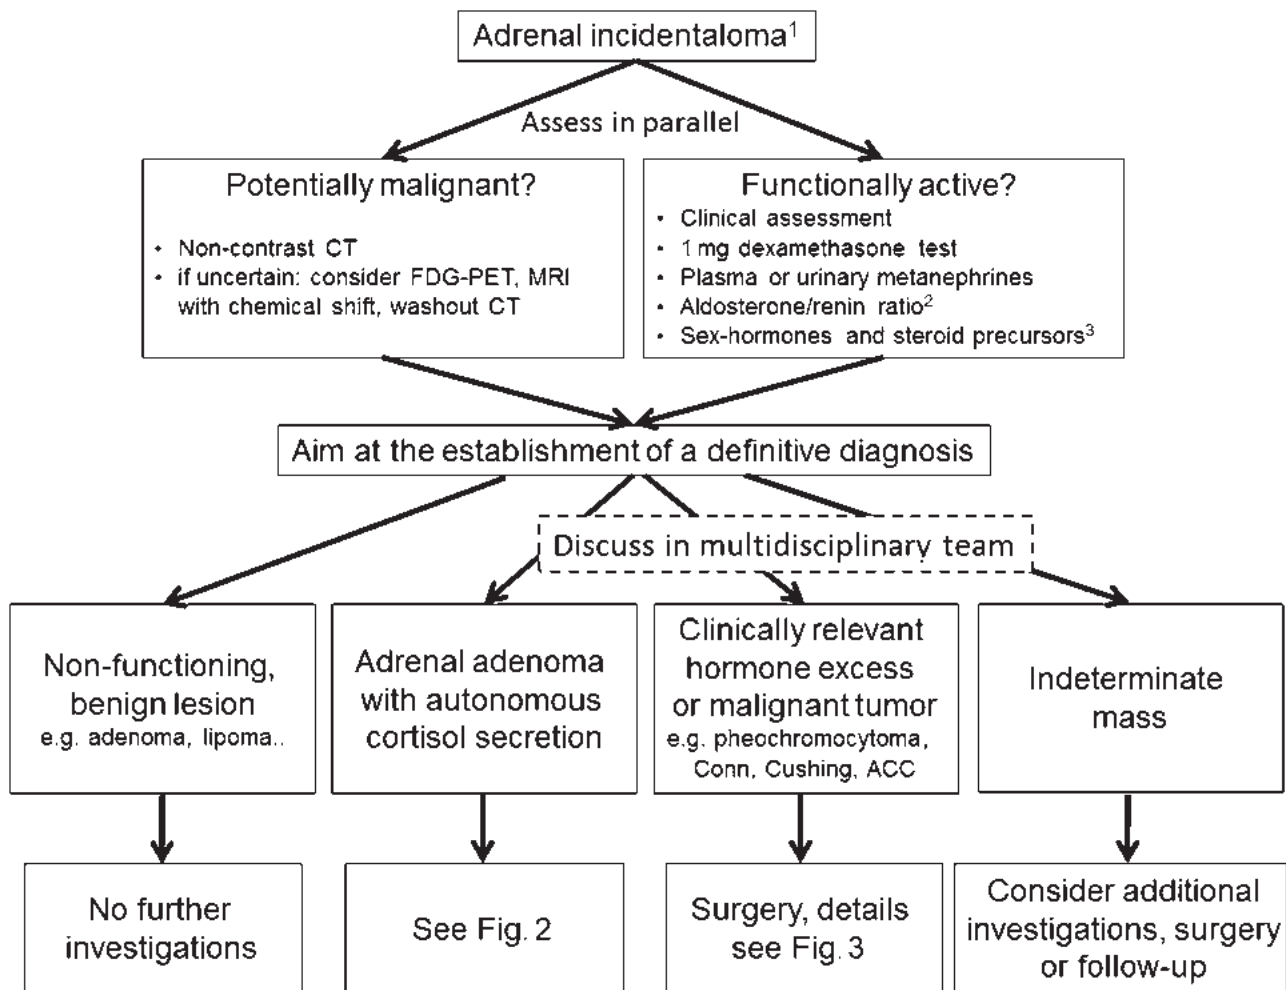 Adrenal incidentaloma¹
Assess in parallel
Potentially malignant?
• Non-contrast CT
• if uncertain: consider FDG-PET, MRI
with chemical shift, washout CT
Functionally active?
• Clinical assessment
• 1 mg dexamethasone test
• Plasma or urinary metanephrines
• Aldosterone/renin ratio²
• Sex-hormones and steroid precursors³
Aim at the establishment of a definitive diagnosis
Discuss in multidisciplinary team
Non-functioning,
benign lesion
e.g. adenoma, lipoma..
Adrenal adenoma
with autonomous
cortisol secretion
Clinically relevant
hormone excess
or malignant tumor
e.g. pheochromocytoma,
Conn, Cushing, ACC
Indeterminate
mass
No further
investigations
See Fig. 2
Surgery, details
see Fig. 3
Consider additional
investigations, surgery
or follow-up